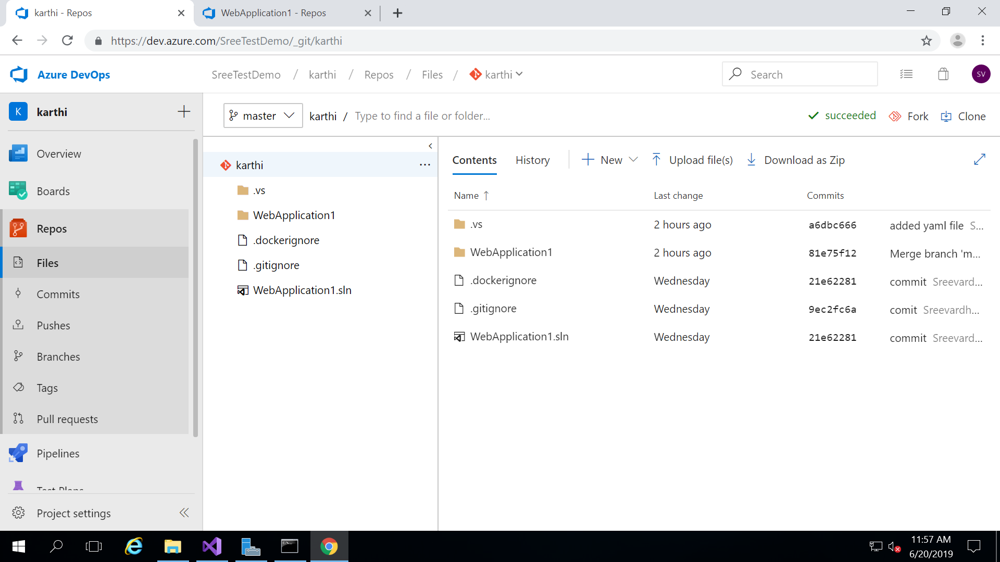 karthi - Repos
WebApplication1 - Repos
https://dev.azure.com/SreeTestDemo/_git/karthi
Azure DevOps
SreeTestDemo / karthi / Repos / Files / karthi
Search
SV
K karthi
master
karthi / Type to find a file or folder...
succeeded
Fork
Clone
Overview
Boards
Repos
Files
Commits
Pushes
Branches
Tags
Pull requests
Pipelines
Test Plans
Project settings
karthi
.vs
WebApplication1
.dockerignore
.gitignore
WebApplication1.sln
Contents
History
New
Upload file(s)
Download as Zip
Name Last change Commits
.vs 2 hours ago a6dbc666 added yaml file S...
WebApplication1 2 hours ago 81e75f12 Merge branch 'm...
.dockerignore Wednesday 21e62281 commit Sreevard...
.gitignore Wednesday 9ec2fc6a comit Sreevardh...
WebApplication1.sln Wednesday 21e62281 commit Sreevard...
11:57 AM
6/20/2019